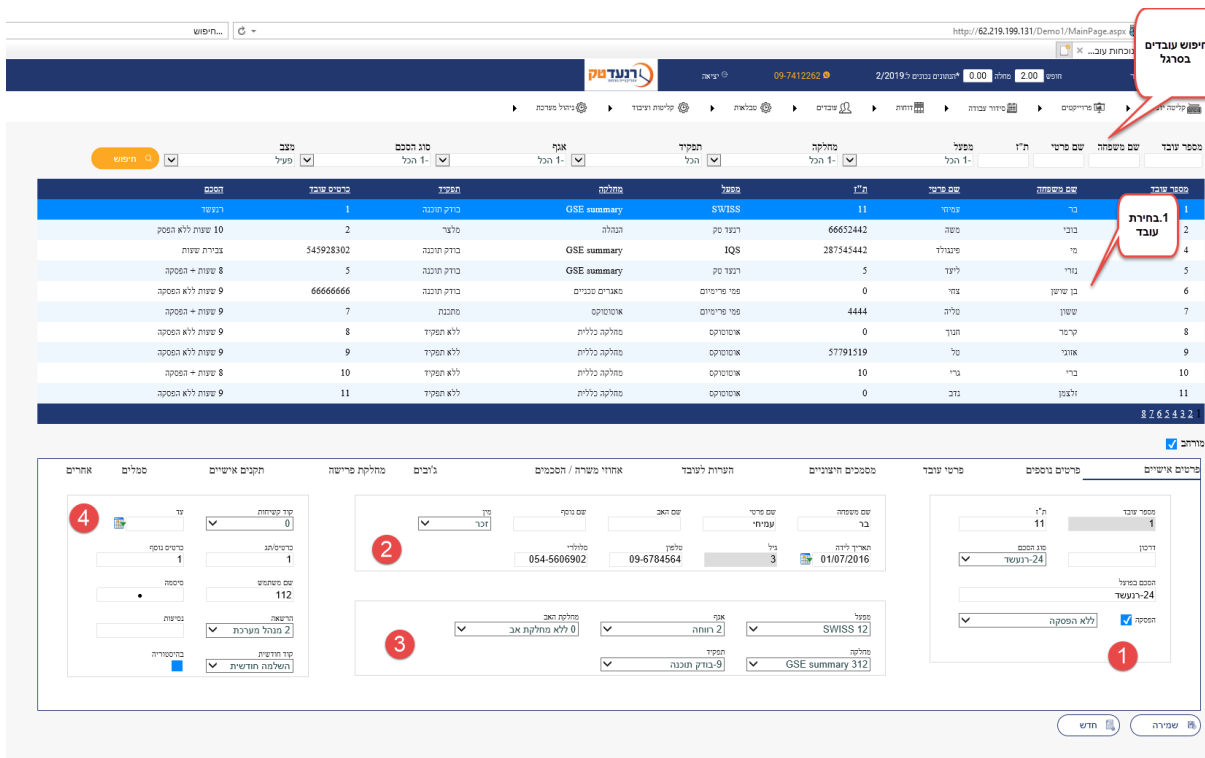 חיפוש...
http://62.219.199.131/Demo1/MainPage.aspx
נוכחות עוב... ×
חיפוש עובדים
בסרגל
חופש 2.00 מחלה 0.00 *הנתונים נכונים ל:2/2019
09-7412262
יציאה
רנעדטק
פרוייקטים
סידור עבודה
דוחות
עובדים
טבלאות
קליטות ועיבוד
ניהול מערכת
מספר עובד שם משפחה שם פרטי ת"ז מפעל מחלקה תפקיד אגף סוג הסכם מצב
-1 הכל -1 הכל הכל -1 הכל -1 הכל פעיל חיפוש
מספר עובד שם משפחה שם פרטי ת"ז מפעל מחלקה תפקיד כרטיס עובד הסכם
1 בר עמיחי 11 SWISS GSE summary בודק תוכנה 1 רנעשד
2 בובי משה 66652442 רנעד טק הנהלה מלצר 2 10 שעות ללא הפסק
4 מי פינגולד 287545442 IQS GSE summary בודק תוכנה 545928302 צבירת שעות
5 נזרי ליעד 5 רנעד טק GSE summary בודק תוכנה 5 8 שעות + הפסקה
6 בן שושן צחי 0 פמי פרימיום מאגרים טכניים בודק תוכנה 66666666 9 שעות ללא הפסקה
7 ששון טליה 4444 פמי פרימיום אוטוטוקס מתכנת 7 9 שעות + הפסקה
8 קרמר חנוך 0 אוטוטוקס מחלקה כללית ללא תפקיד 8 9 שעות ללא הפסקה
9 אזוגי טל 57791519 אוטוטוקס מחלקה כללית ללא תפקיד 9 9 שעות ללא הפסקה
10 ברי גרי 10 אוטוטוקס מחלקה כללית ללא תפקיד 10 8 שעות + הפסקה
11 זלצמן נדב 0 אוטוטוקס מחלקה כללית ללא תפקיד 11 9 שעות ללא הפסקה
1.בחירת
עובד
1 2 3 4 5 6 7 8
מורחב
פרטים אישיים פרטים נוספים פרטי עובד מסמכים חיצוניים הערות לעובד אחוזי משרה / הסכמים ג'ובים מחלקת פרישה תקנים אישיים סמלים אחרים
מספר עובד ת"ז
1 11
דרכון סוג הסכם
24-רנעשד
הסכם בפועל
24-רנעשד
הפסקה ללא הפסקה
1
שם משפחה שם פרטי שם האב שם נוסף מין
בר עמיחי זכר
תאריך לידה גיל טלפון סלולרי
01/07/2016 3 09-6784564 054-5606902
2
מפעל אגף מחלקת האב
12 SWISS 2 רווחה 0 ללא מחלקת אב
מחלקה תפקיד
312 GSE summary 9-בודק תוכנה
3
קוד קשיחות עד
0
4
כרטיס/תג כרטיס נוסף
1 1
שם משתמש סיסמה
112 •
הרשאה נסיעות
2 מנהל מערכת
קוד חודשית בהיסטוריה
השלמה חודשית
שמירה חדש